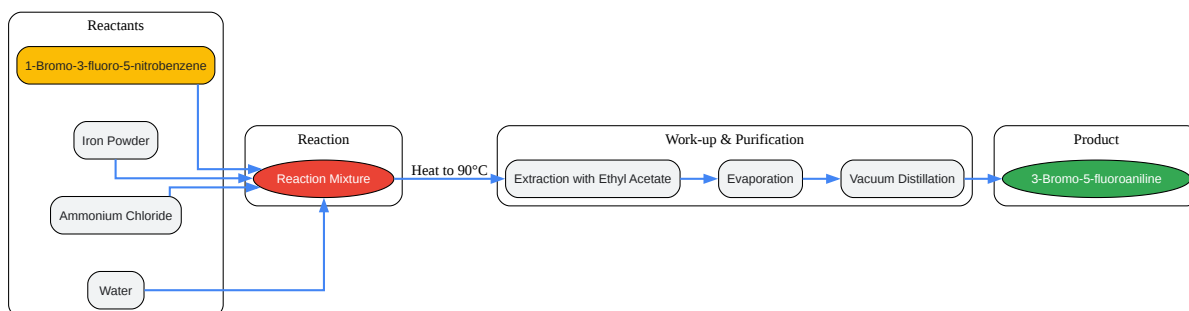 Reactants
1-Bromo-3-fluoro-5-nitrobenzene
Iron Powder
Ammonium Chloride
Water
Reaction
Reaction Mixture
Heat to 90°C
Work-up & Purification
Extraction with Ethyl Acetate
Evaporation
Vacuum Distillation
Product
3-Bromo-5-fluoroaniline